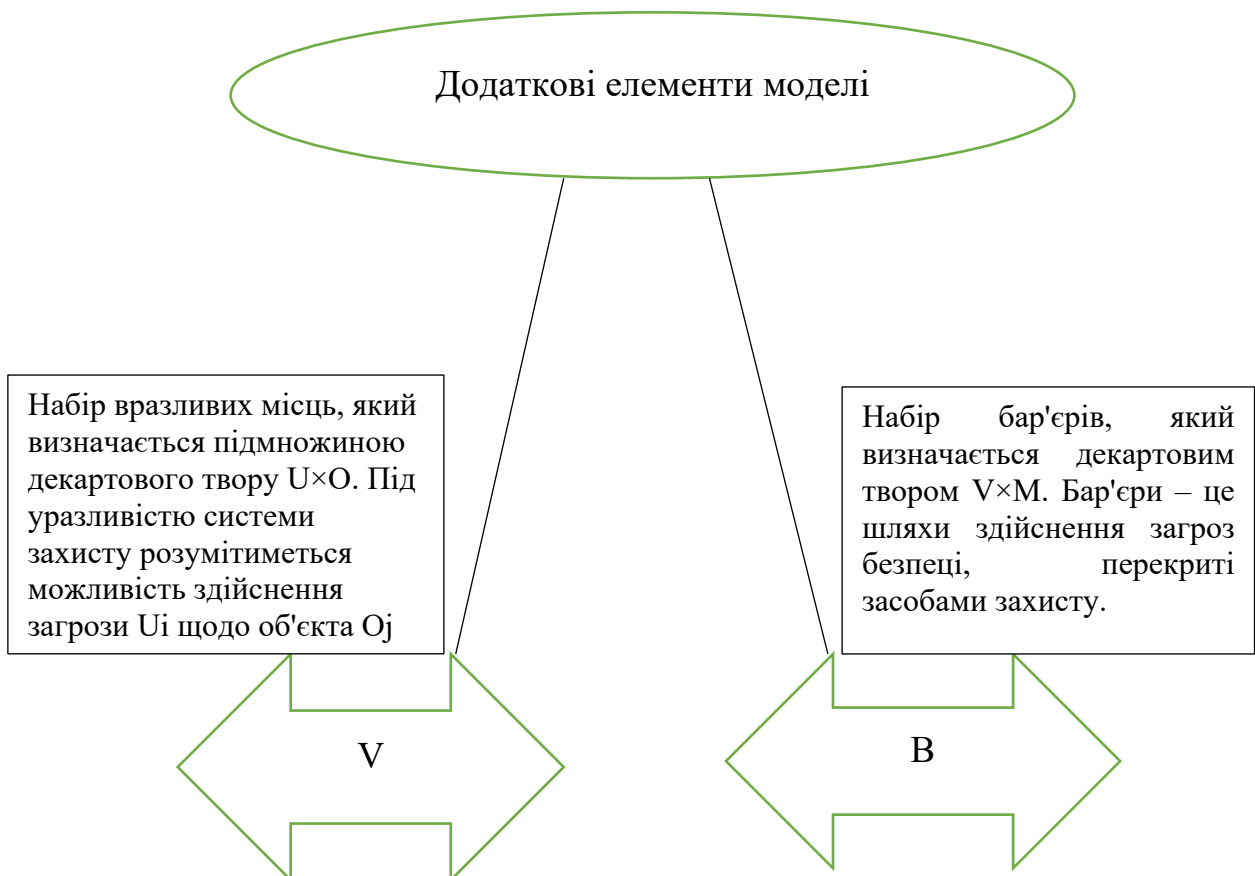 Додаткові елементи моделі
Набір вразливих місць, який
визначається підмножиною
декартового твору U×O. Під
уразливістю системи
захисту розумітиметься
можливість здійснення
загрози Ui щодо об'єкта Oj
Набір бар'єрів, який
визначається декартовим
твором V×M. Бар'єри – це
шляхи здійснення загроз
безпеці, перекриті
засобами захисту.
V
B